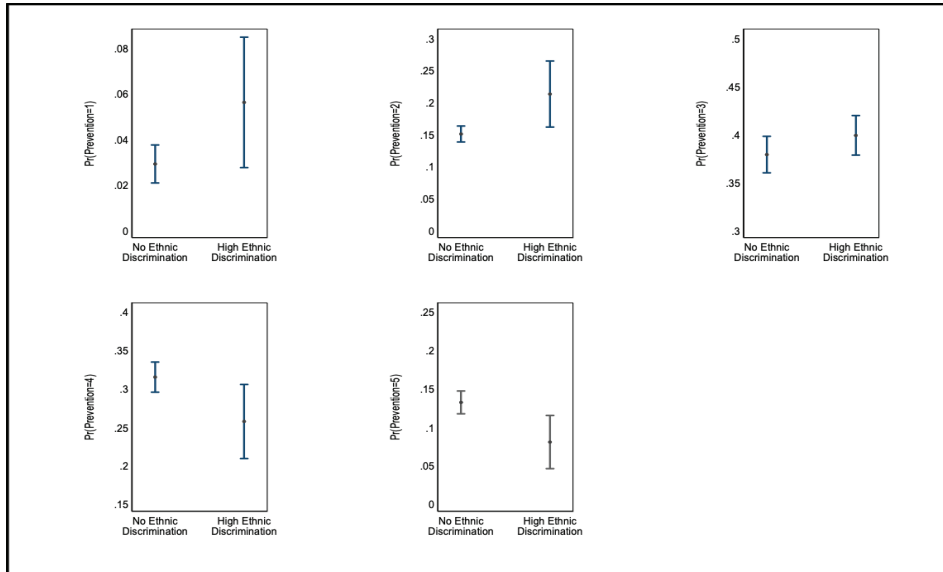 Pr(Prevention=1)
.08
.06
.04
.02
0
No Ethnic
Discrimination
High Ethnic
Discrimination
Pr(Prevention=2)
.3
.25
.2
.15
.1
.05
0
No Ethnic
Discrimination
High Ethnic
Discrimination
Pr(Prevention=3)
.5
.45
.4
.35
.3
No Ethnic
Discrimination
High Ethnic
Discrimination
Pr(Prevention=4)
.4
.35
.3
.25
.2
.15
No Ethnic
Discrimination
High Ethnic
Discrimination
Pr(Prevention=5)
.25
.2
.15
.1
.05
0
No Ethnic
Discrimination
High Ethnic
Discrimination